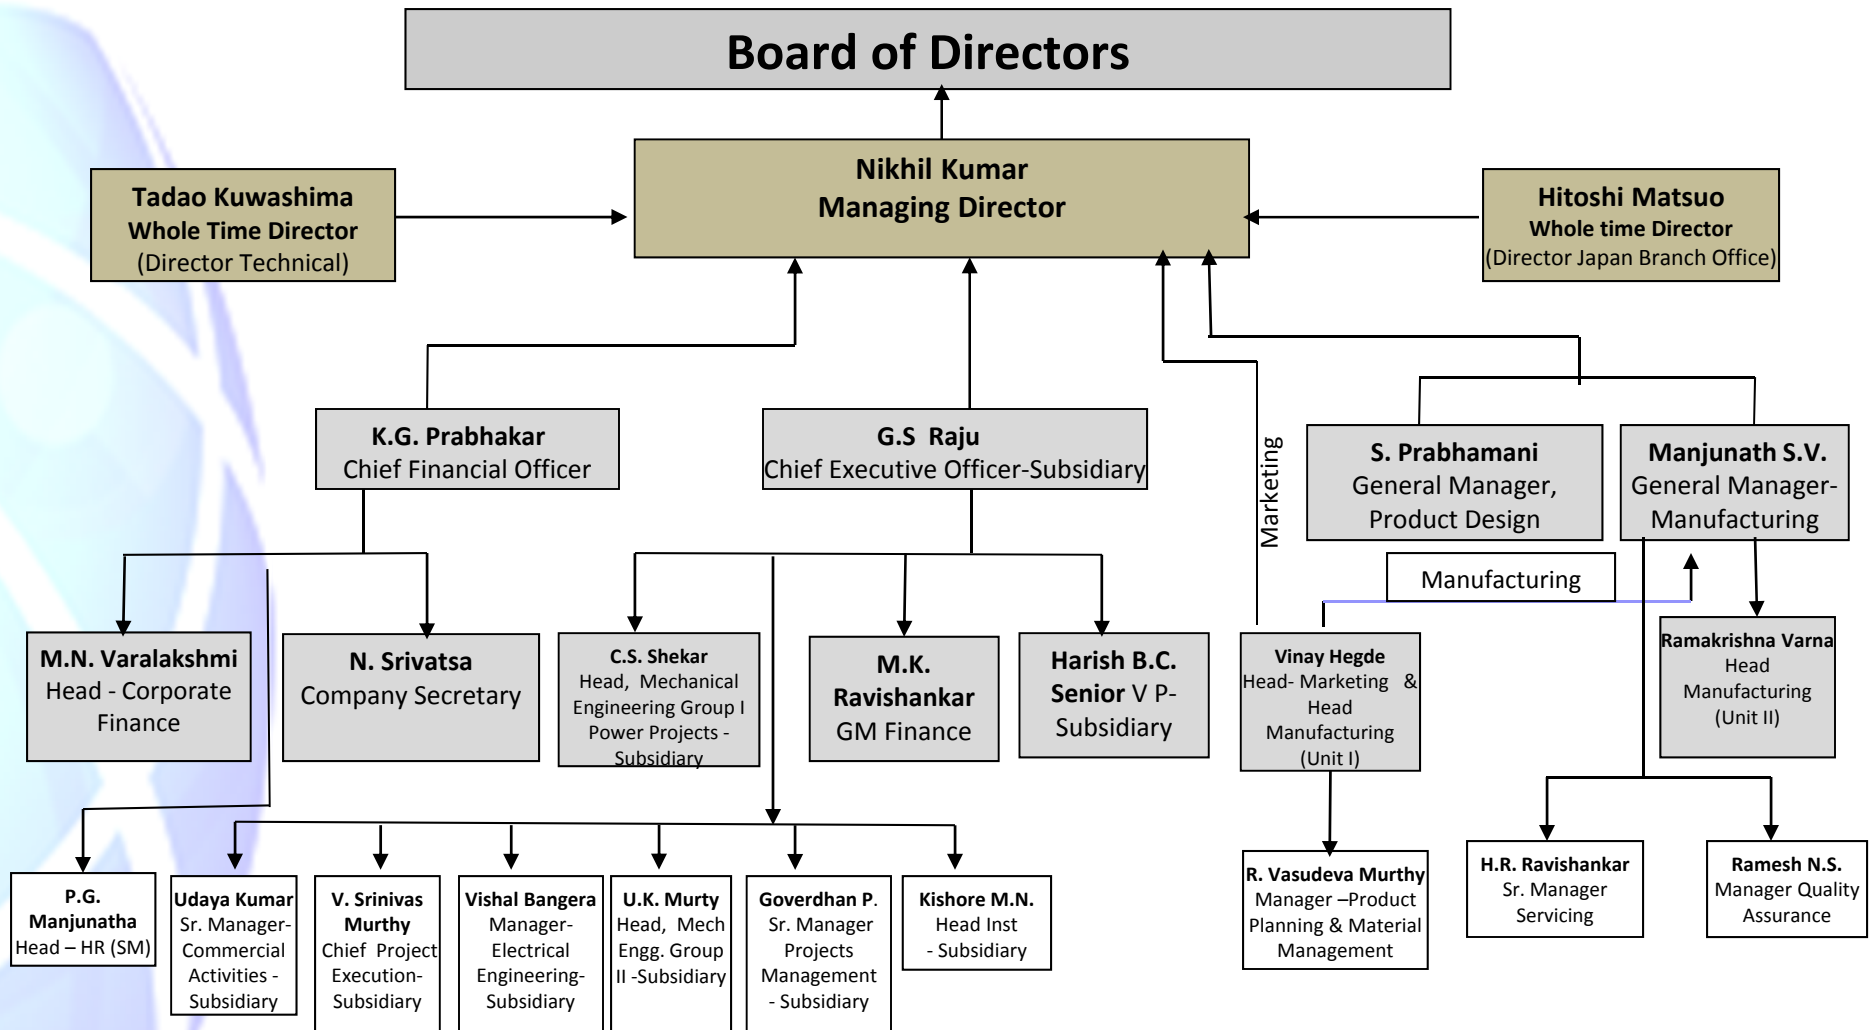 Board of Directors
Nikhil Kumar
Managing Director
Tadao Kuwashima
Whole Time Director
(Director Technical)
Hitoshi Matsuo
Whole time Director
(Director Japan Branch Office)
K.G. Prabhakar
Chief Financial Officer
G.S  Raju
Chief Executive Officer-Subsidiary
Marketing
S. Prabhamani
General Manager,
Product Design
Manjunath S.V.
General Manager-
Manufacturing
Manufacturing
M.N. Varalakshmi
Head - Corporate
Finance
N. Srivatsa
Company Secretary
C.S. Shekar
Head,  Mechanical
Engineering Group I
Power Projects -
Subsidiary
M.K.
Ravishankar
GM Finance
Harish B.C.
Senior V P-
Subsidiary
Vinay Hegde
Head- Marketing  &
Head
Manufacturing
(Unit I)
Ramakrishna Varna
Head
Manufacturing
(Unit II)
P.G.
Manjunatha
Head – HR (SM)
Udaya Kumar
Sr. Manager-
Commercial
Activities -
Subsidiary
V. Srinivas
Murthy
Chief  Project
Execution-
Subsidiary
Vishal Bangera
Manager-
Electrical
Engineering-
Subsidiary
U.K. Murty
Head,  Mech
Engg. Group
II -Subsidiary
Goverdhan P.
Sr. Manager
Projects
Management
- Subsidiary
Kishore M.N.
Head Inst
- Subsidiary
R. Vasudeva Murthy
Manager –Product
Planning & Material
Management
H.R. Ravishankar
Sr. Manager
Servicing
Ramesh N.S.
Manager Quality
Assurance